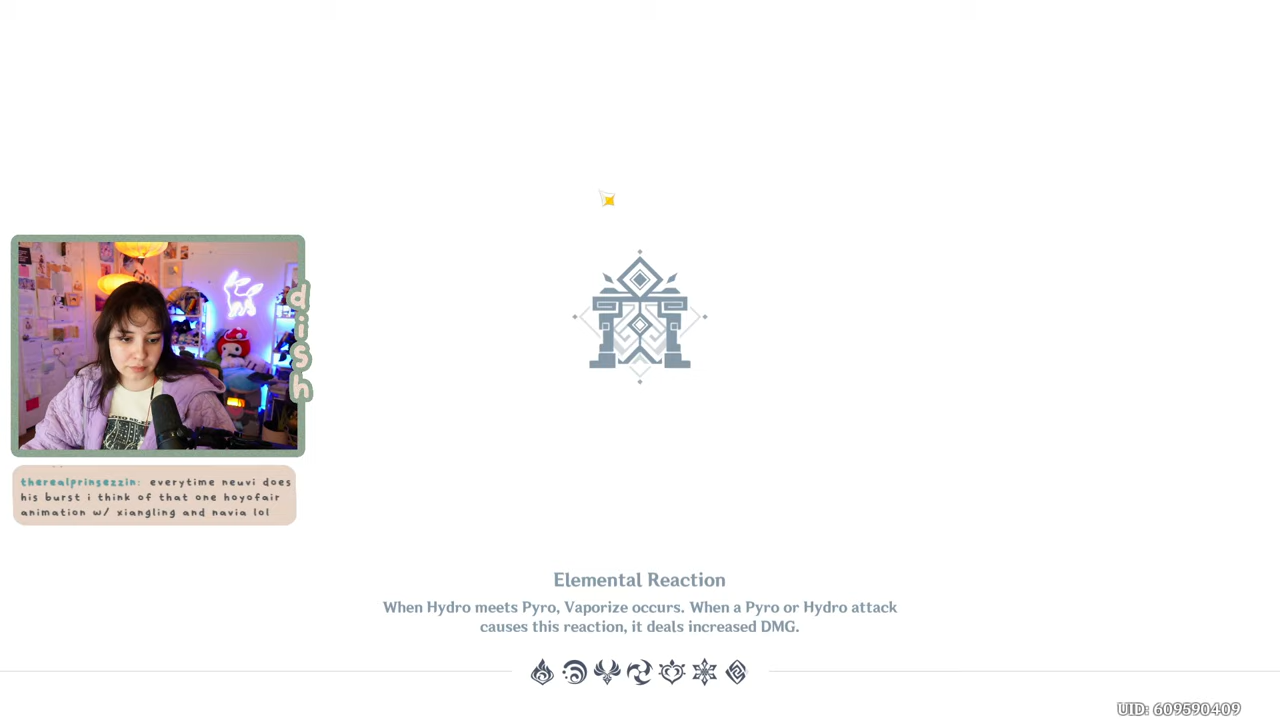 dish
therealprinsezzin: everytime neuvi does
his burst i think of that one hoyofair
animation w/ xiangling and navia lol
Elemental Reaction
When Hydro meets Pyro, Vaporize occurs. When a Pyro or Hydro attack
causes this reaction, it deals increased DMG.
UID: 609590409